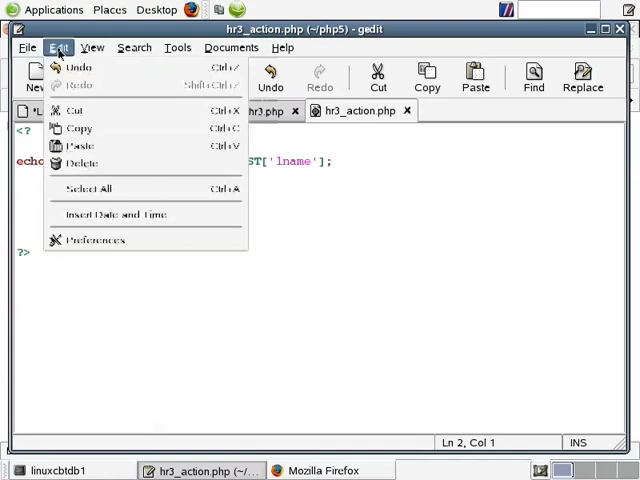 Applications Places Desktop
hr3_action.php (~/php5) - gedit
File Edit View Search Tools Documents Help
Undo Ctrl+Z
Redo Shift+Ctrl+Z
Cut Ctrl+X
Copy Ctrl+C
Paste Ctrl+V
Delete
Select All Ctrl+A
Insert Date and Time
Preferences
New Undo Redo Cut Copy Paste Find Replace
hr3.php hr3_action.php
<?
echo ST['lname'];
?>
Ln 2, Col 1 INS
linuxcbtdb1 hr3_action.php (~/... Mozilla Firefox